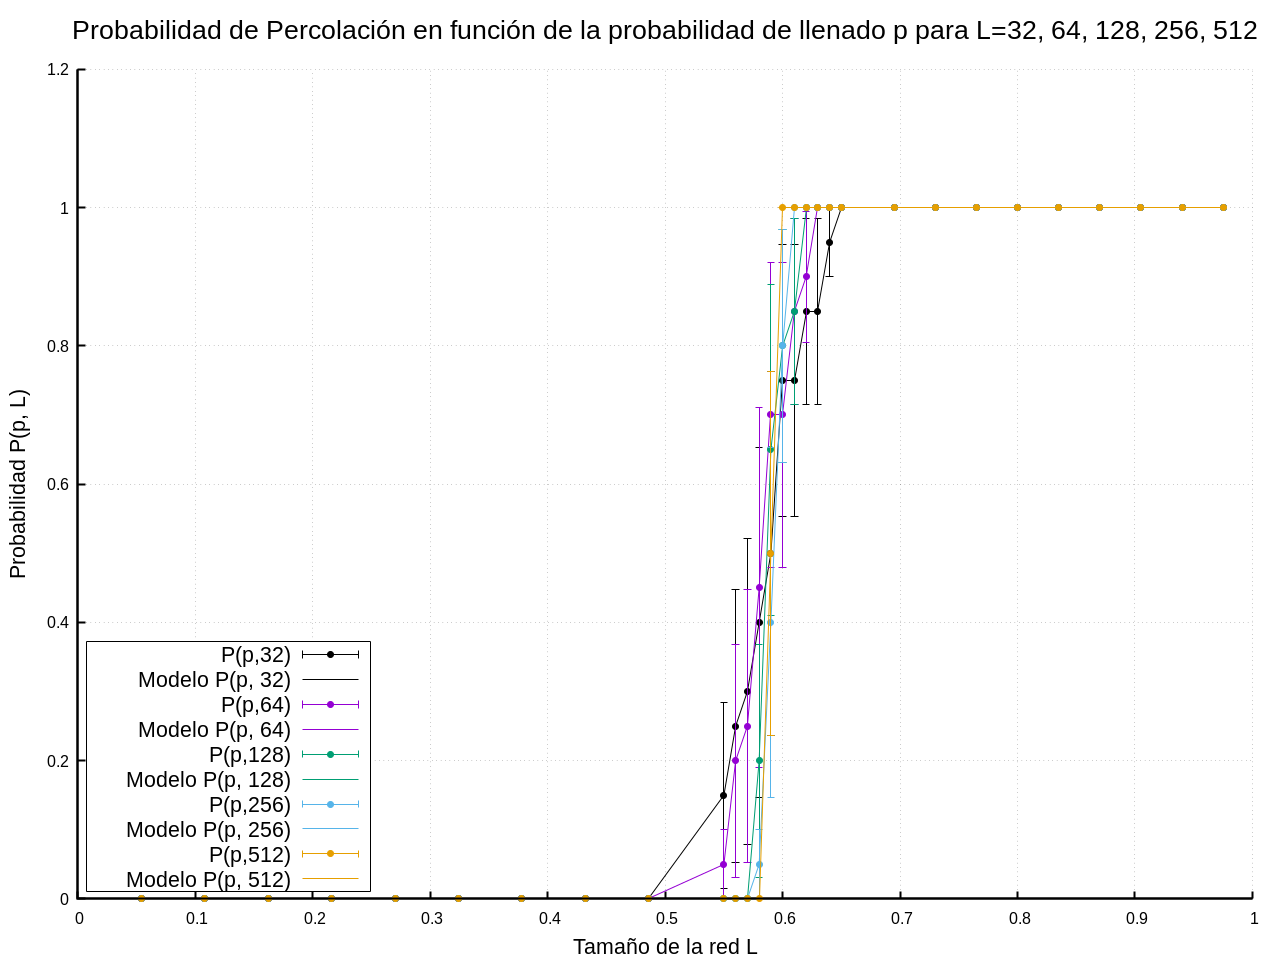 Probabilidad de Percolación en función de la probabilidad de llenado p para L=32, 64, 128, 256, 512
1.2
1
0.8
0.6
0.4
0.2
0
Probabilidad P(p, L)
P(p,32)
Modelo P(p, 32)
P(p,64)
Modelo P(p, 64)
P(p,128)
Modelo P(p, 128)
P(p,256)
Modelo P(p, 256)
P(p,512)
Modelo P(p, 512)
0 0.1 0.2 0.3 0.4 0.5 0.6 0.7 0.8 0.9 1
Tamaño de la red L